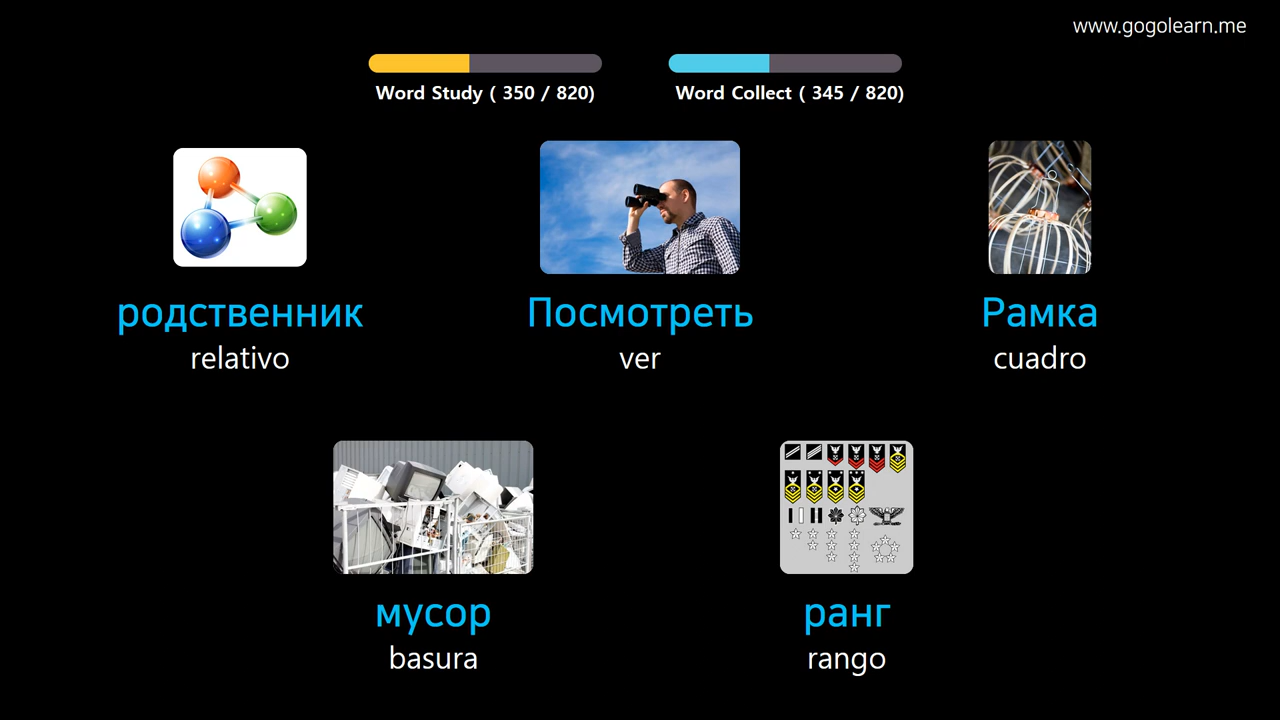 www.gogolearn.me
Word Study ( 350 / 820)
Word Collect ( 345 / 820)
родственник
relativo
Посмотреть
ver
Рамка
cuadro
мусор
basura
ранг
rango